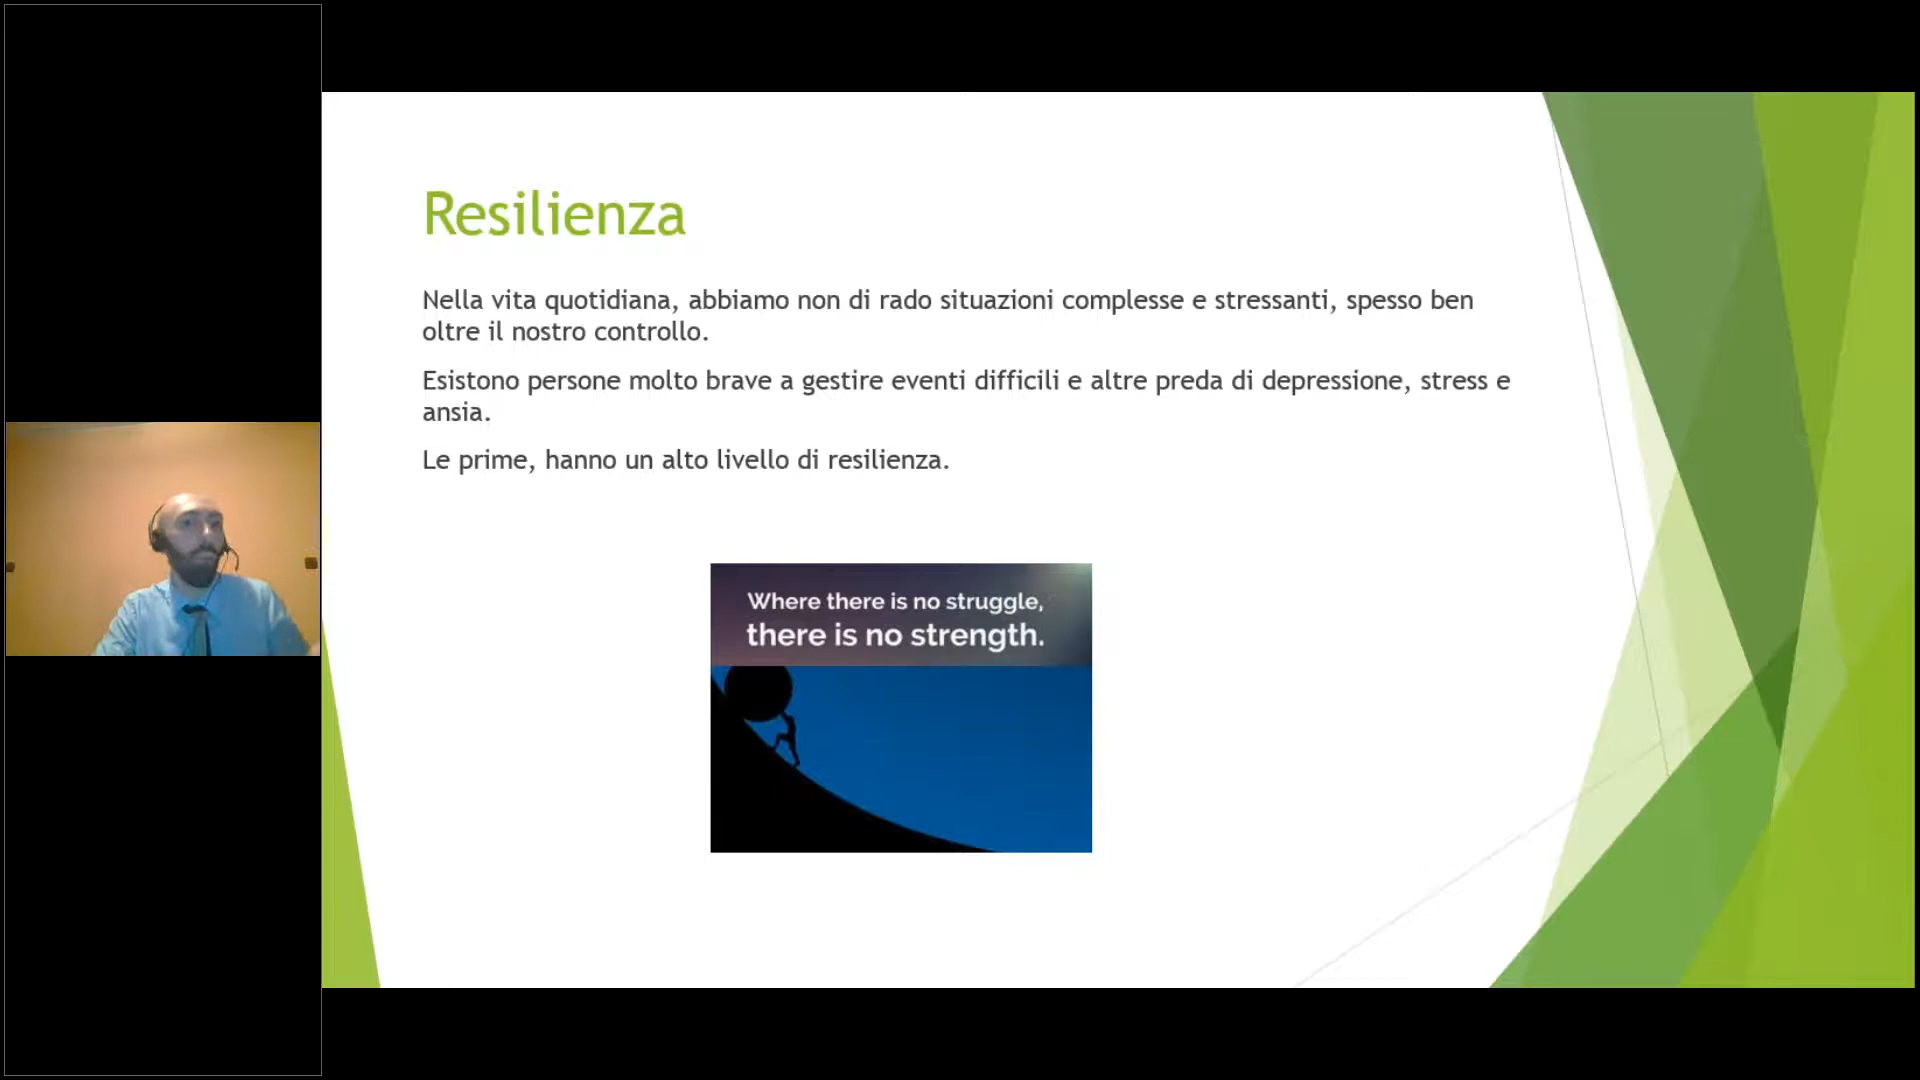 Resilienza
Nella vita quotidiana, abbiamo non di rado situazioni complesse e stressanti, spesso ben
oltre il nostro controllo.
Esistono persone molto brave a gestire eventi difficili e altre preda di depressione, stress e
ansia.
Le prime, hanno un alto livello di resilienza.
Where there is no struggle,
there is no strength.